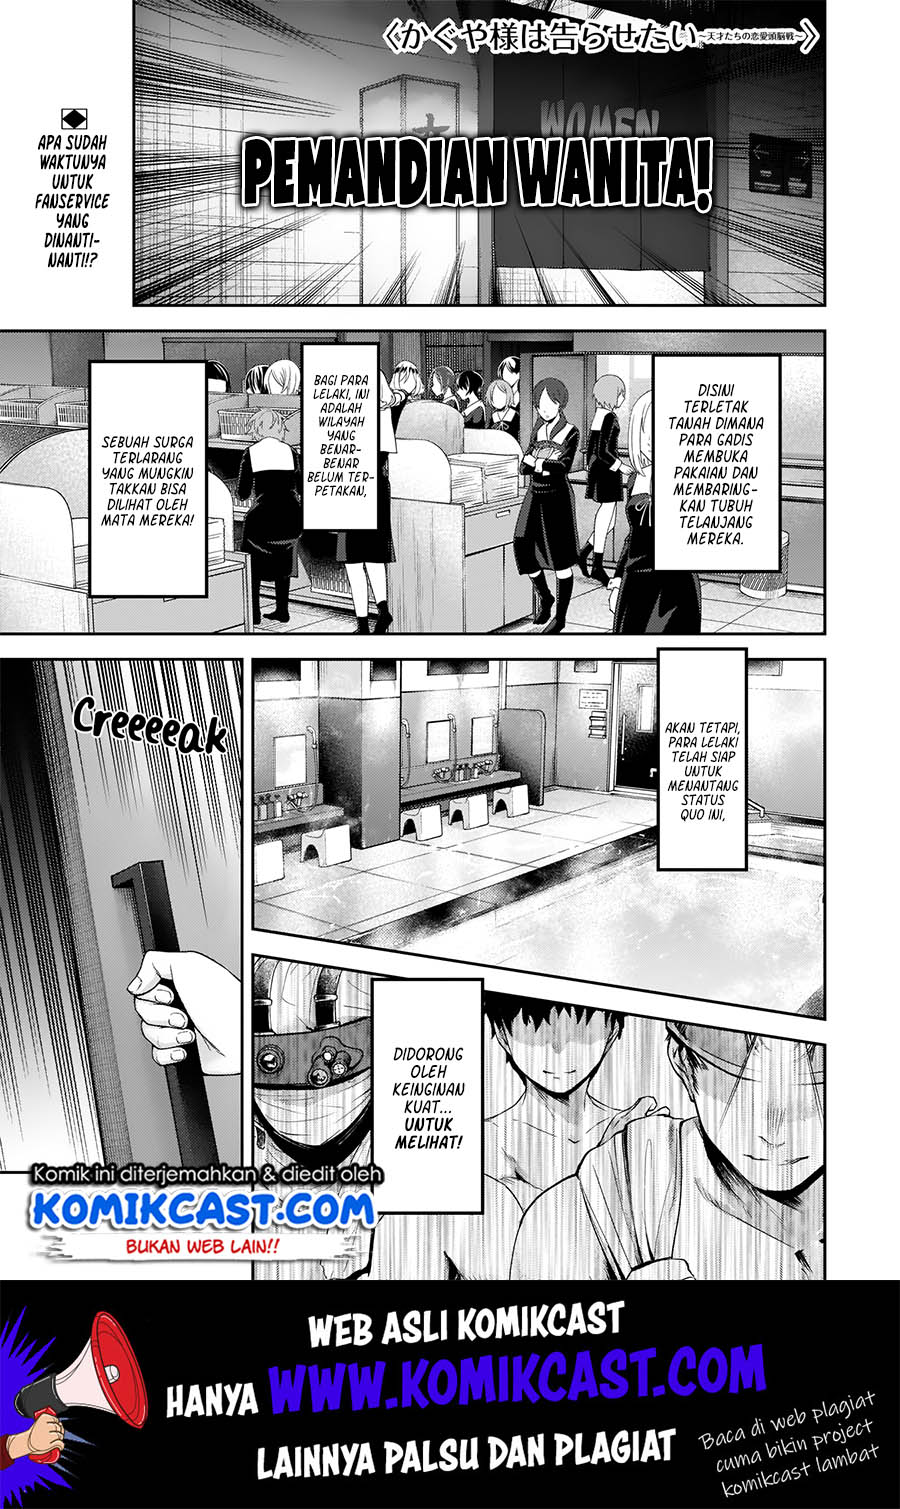 〈かぐや様は告らせたい～天才たちの恋愛頭脳戦～〉
WOMEN
PEMANDIAN WANITA!
APA SUDAH
WAKTUNYA
UNTUK
FANSERVICE
YANG
DINANTI-
NANTI!?
DISINI
TERLETAK
TANAH DIMANA
PARA GADIS
MEMBUKA
PAKAIAN DAN
MEMBARING-
KAN TUBUH
TELANJANG
MEREKA.
BAGI PARA
LELAKI, INI
ADALAH
WILAYAH
YANG
BENAR-
BENAR
BELUM TER-
PETAKAN,
SEBUAH SURGA
TERLARANG
YANG MUNGKIN
TAKKAN BISA
DILIHAT OLEH
MATA MEREKA!
AKAN TETAPI,
PARA LELAKI
TELAH SIAP
UNTUK
MENANTANG
STATUS
QUO INI,
Creeeeak
DIDORONG
OLEH
KEINGINAN
KUAT...
UNTUK
MELIHAT!
Komik ini diterjemahkan & diedit oleh
KOMIKCAST.COM
BUKAN WEB LAIN!!
WEB ASLI KOMIKCAST
HANYA WWW.KOMIKCAST.COM
LAINNYA PALSU DAN PLAGIAT
Baca di web plagiat
cuma bikin project
komikcast lambat